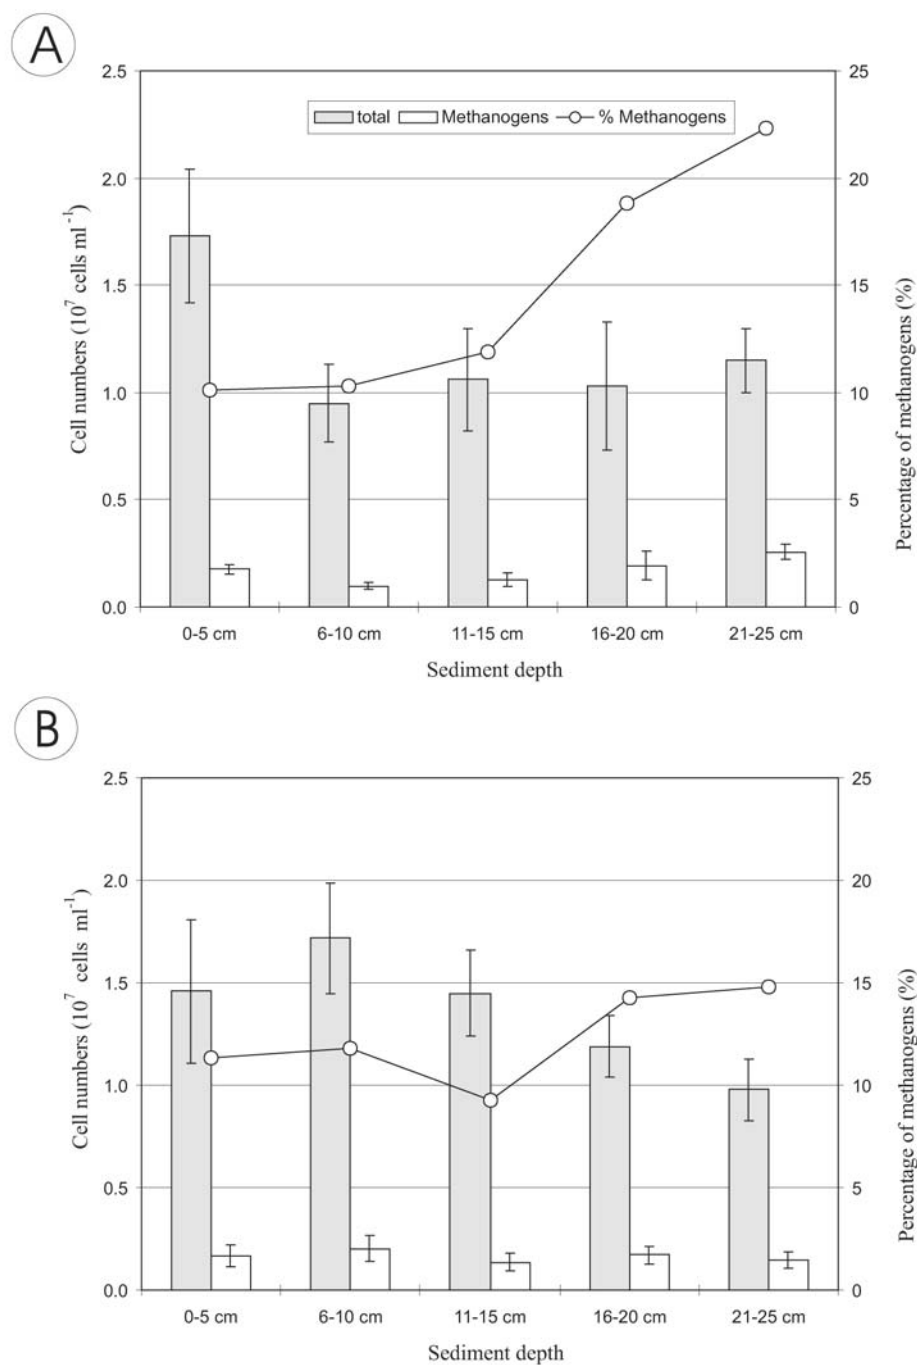 A
2.5
2.0
1.5
1.0
0.5
0.0
Cell numbers (10⁷ cells ml⁻¹)
total Methanogens % Methanogens
25
20
15
10
5
0
Percentage of methanogens (%)
0-5 cm 6-10 cm 11-15 cm 16-20 cm 21-25 cm
Sediment depth
B
2.5
2.0
1.5
1.0
0.5
0.0
Cell numbers (10⁷ cells ml⁻¹)
25
20
15
10
5
0
Percentage of methanogens (%)
0-5 cm 6-10 cm 11-15 cm 16-20 cm 21-25 cm
Sediment depth